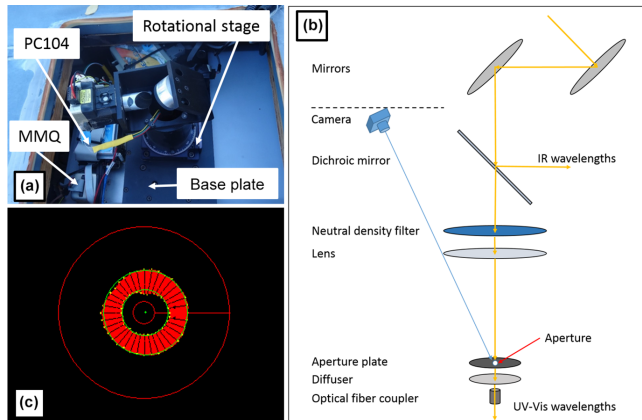 Rotational stage
PC104
MMQ
Base plate
(a)
(c)
(b)
Mirrors
Camera
Dichroic mirror
IR wavelengths
Neutral density filter
Lens
Aperture
Aperture plate
Diffuser
Optical fiber coupler
UV-Vis wavelengths